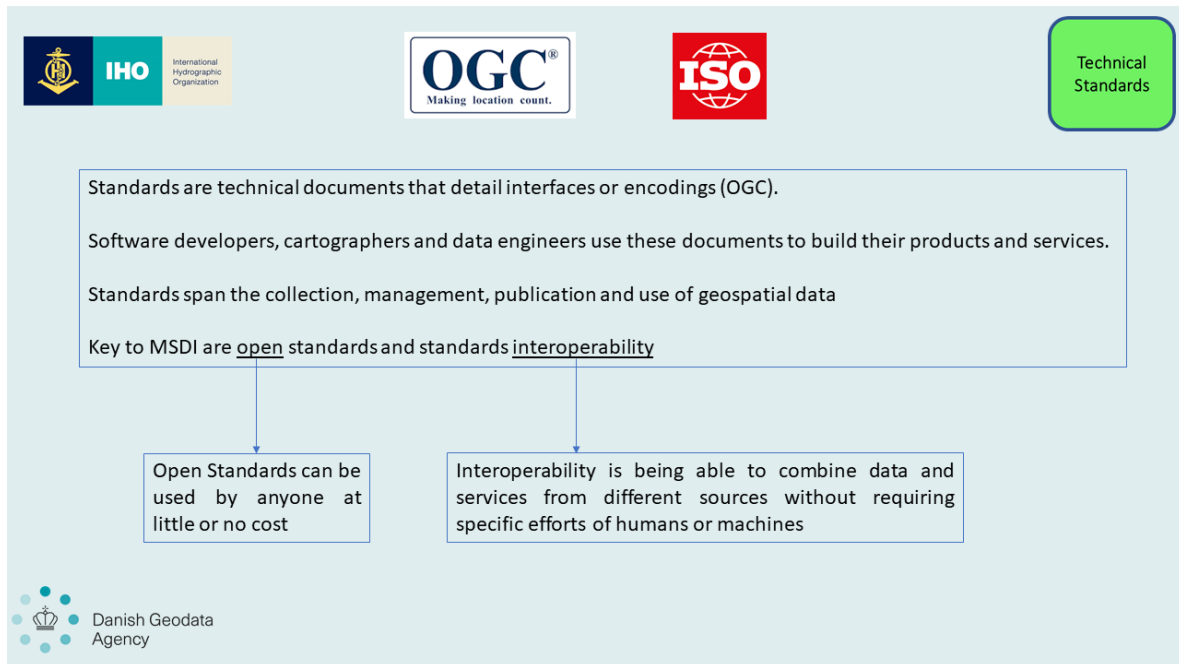 IHO
International
Hydrographic
Organization
OGC®
Making location count.
ISO
Technical
Standards
Standards are technical documents that detail interfaces or encodings (OGC).
Software developers, cartographers and data engineers use these documents to build their products and services.
Standards span the collection, management, publication and use of geospatial data
Key to MSDI are open standards and standards interoperability
Open Standards can be
used by anyone at
little or no cost
Interoperability is being able to combine data and
services from different sources without requiring
specific efforts of humans or machines
Danish Geodata
Agency